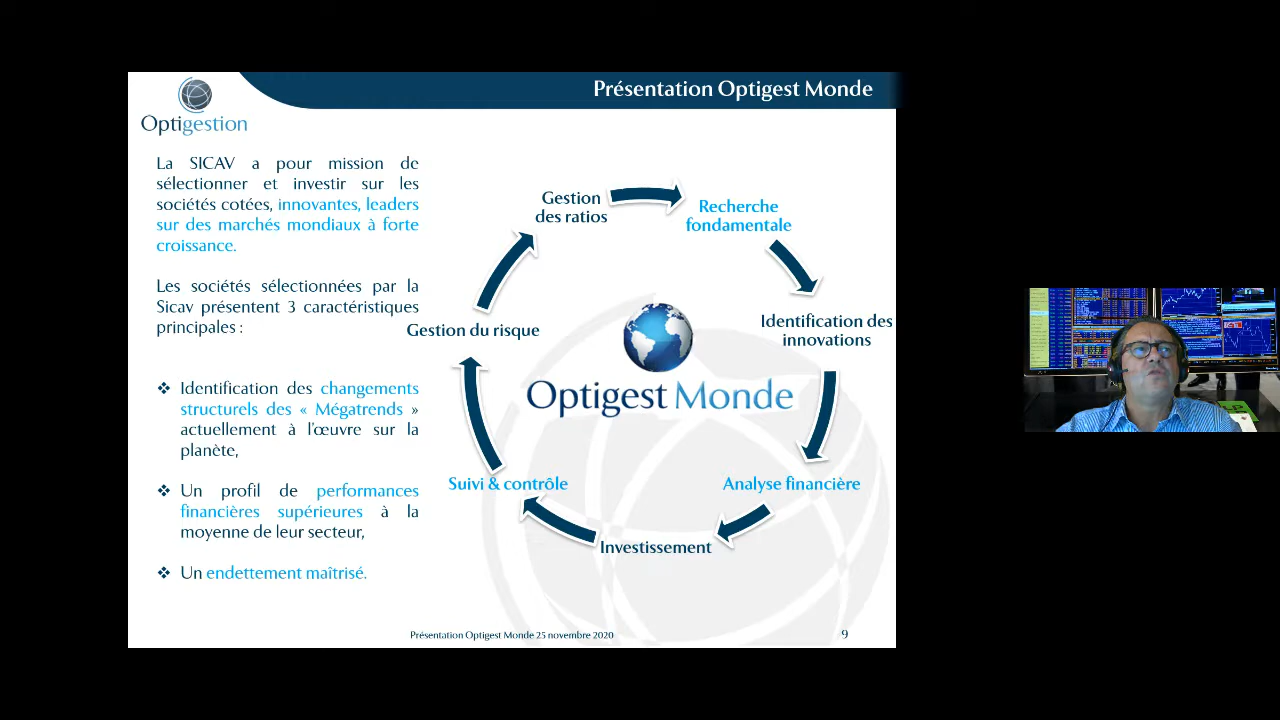 Présentation Optigest Monde
Optigestion
La SICAV a pour mission de
sélectionner et investir sur les
sociétés cotées, innovantes, leaders
sur des marchés mondiaux à forte
croissance.
Les sociétés sélectionnées par la
Sicav présentent 3 caractéristiques
principales :
❖ Identification des changements
structurels des « Mégatrends »
actuellement à l'œuvre sur la
planète,
❖ Un profil de performances
financières supérieures à la
moyenne de leur secteur,
❖ Un endettement maîtrisé.
Gestion
des ratios
Recherche
fondamentale
Identification des
innovations
Analyse financière
Investissement
Suivi & contrôle
Gestion du risque
Optigest Monde
Présentation Optigest Monde 25 novembre 2020
9